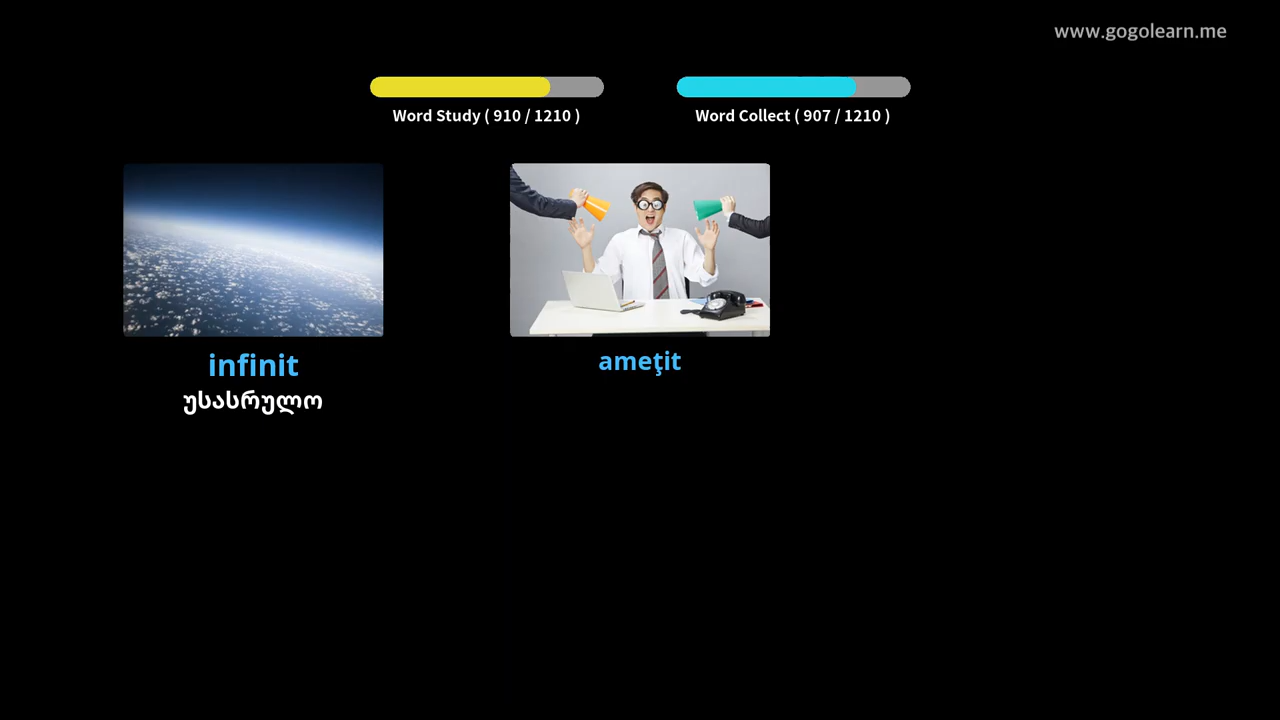 www.gogolearn.me
Word Study ( 910 / 1210 )
Word Collect ( 907 / 1210 )
infinit
უსასრულო
ameţit